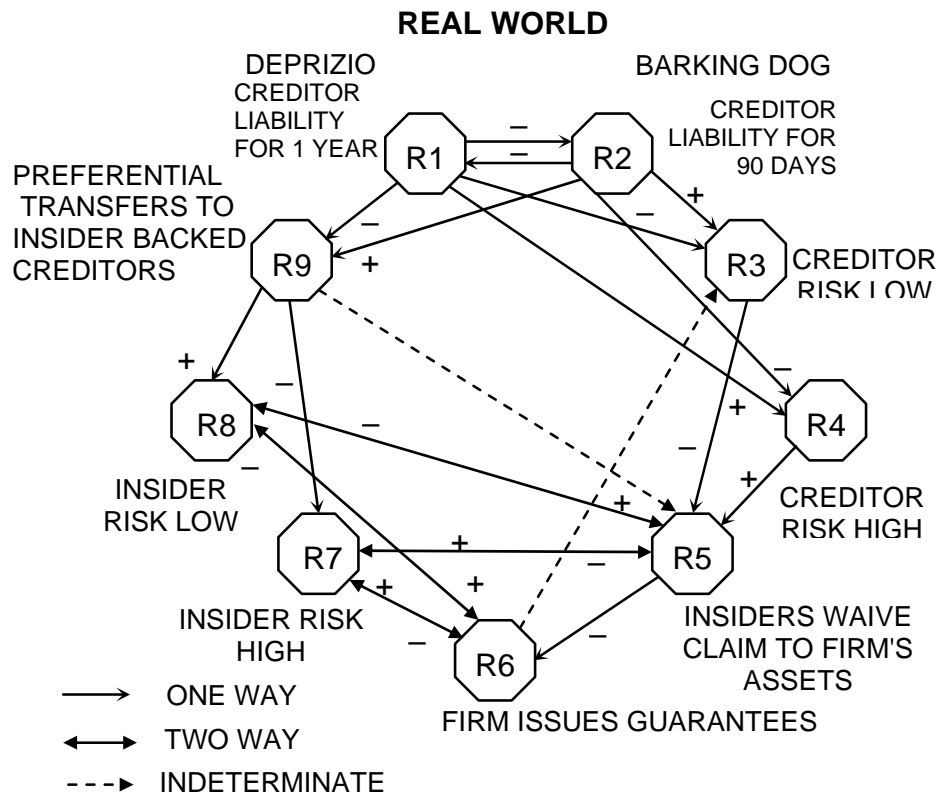 REAL WORLD
DEPRIZIO
CREDITOR
LIABILITY
FOR 1 YEAR
BARKING DOG
CREDITOR
LIABILITY FOR
90 DAYS
R1
–
–
R2
PREFERENTIAL
TRANSFERS TO
INSIDER BACKED
CREDITORS
–
+
–
+
R9
R3
CREDITOR
RISK LOW
+
–
–
+
–
–
R8
R4
–
+
+
INSIDER
RISK LOW
CREDITOR
RISK HIGH
R7
+
–
R5
+
–
+
INSIDER RISK
HIGH
R6
–
INSIDERS WAIVE
CLAIM TO FIRM'S
ASSETS
FIRM ISSUES GUARANTEES
ONE WAY
TWO WAY
INDETERMINATE